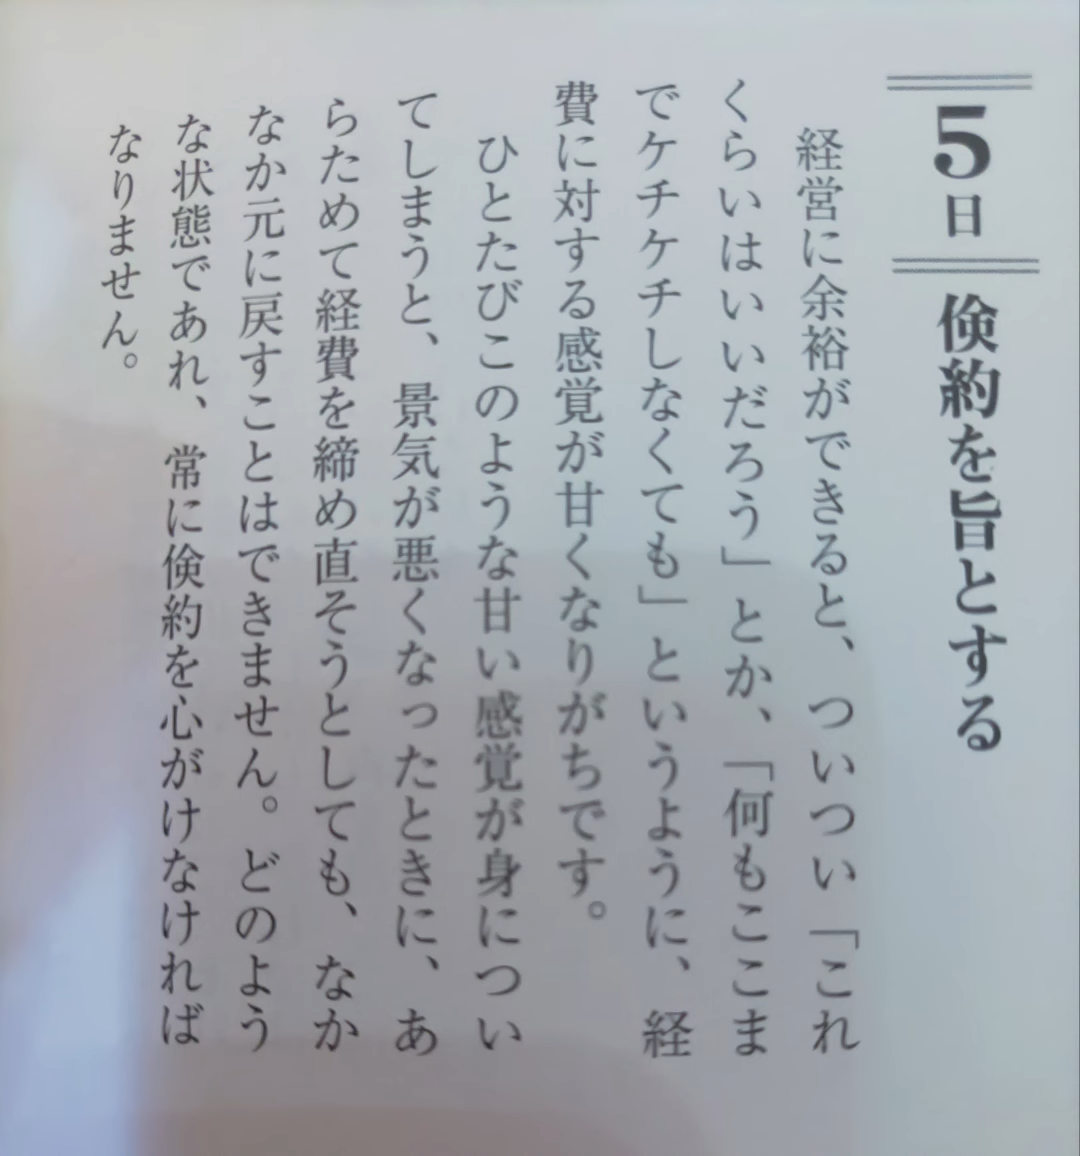 5日
倹約を旨とする
経営に余裕ができると、ついつい「これ
くらいはいいだろう」とか、「何もここま
でケチケチしなくても」というように、経
費に対する感覚が甘くなりがちです。
ひとたびこのような甘い感覚が身につい
てしまうと、景気が悪くなったときに、あ
らためて経費を締め直そうとしても、なか
なか元に戻すことはできません。どのよう
な状態であれ、常に倹約を心がけなければ
なりません。